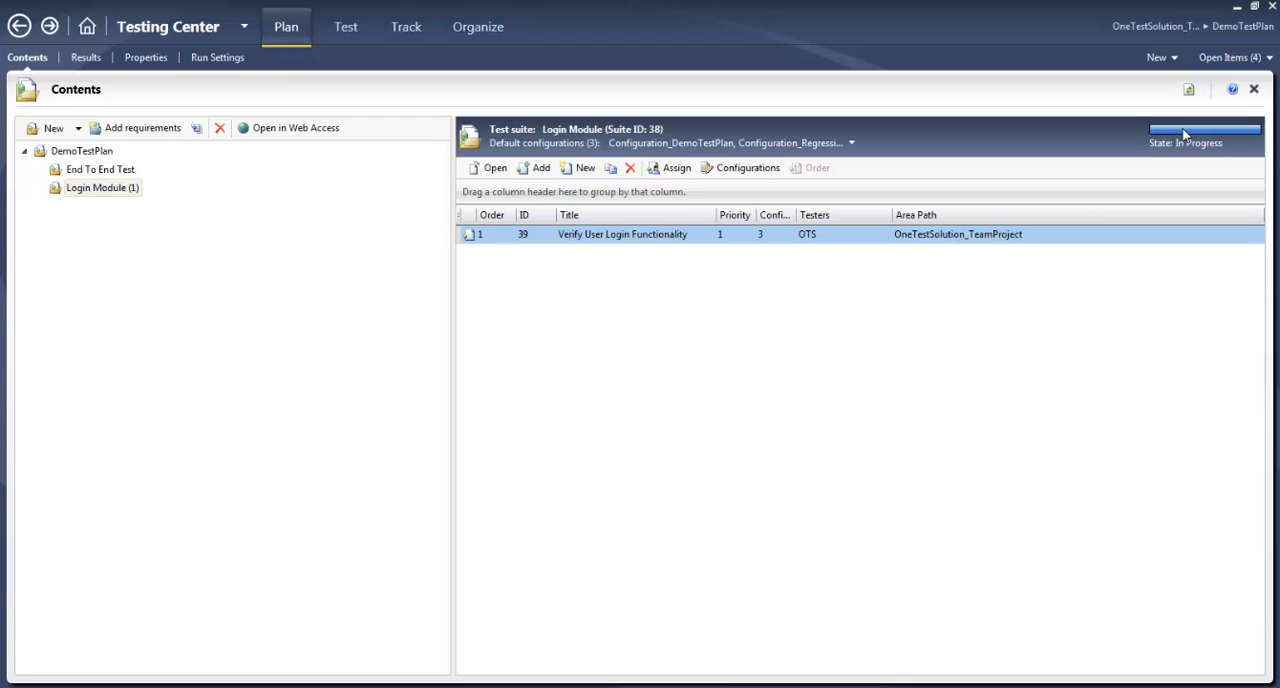 Testing Center
Plan
Test
Track
Organize
OneTestSolution_T... ▸ DemoTestPlan
Contents
Results
Properties
Run Settings
New
Open Items (4)
Contents
New
Add requirements
Open in Web Access
DemoTestPlan
End To End Test
Login Module (1)
Test suite: Login Module (Suite ID: 38)
Default configurations (3): Configuration_DemoTestPlan, Configuration_Regressi...
State: In Progress
Open
Add
New
Assign
Configurations
Order
Drag a column header here to group by that column.
Order ID Title Priority Confi... Testers Area Path
1 39 Verify User Login Functionality 1 3 OTS OneTestSolution_TeamProject